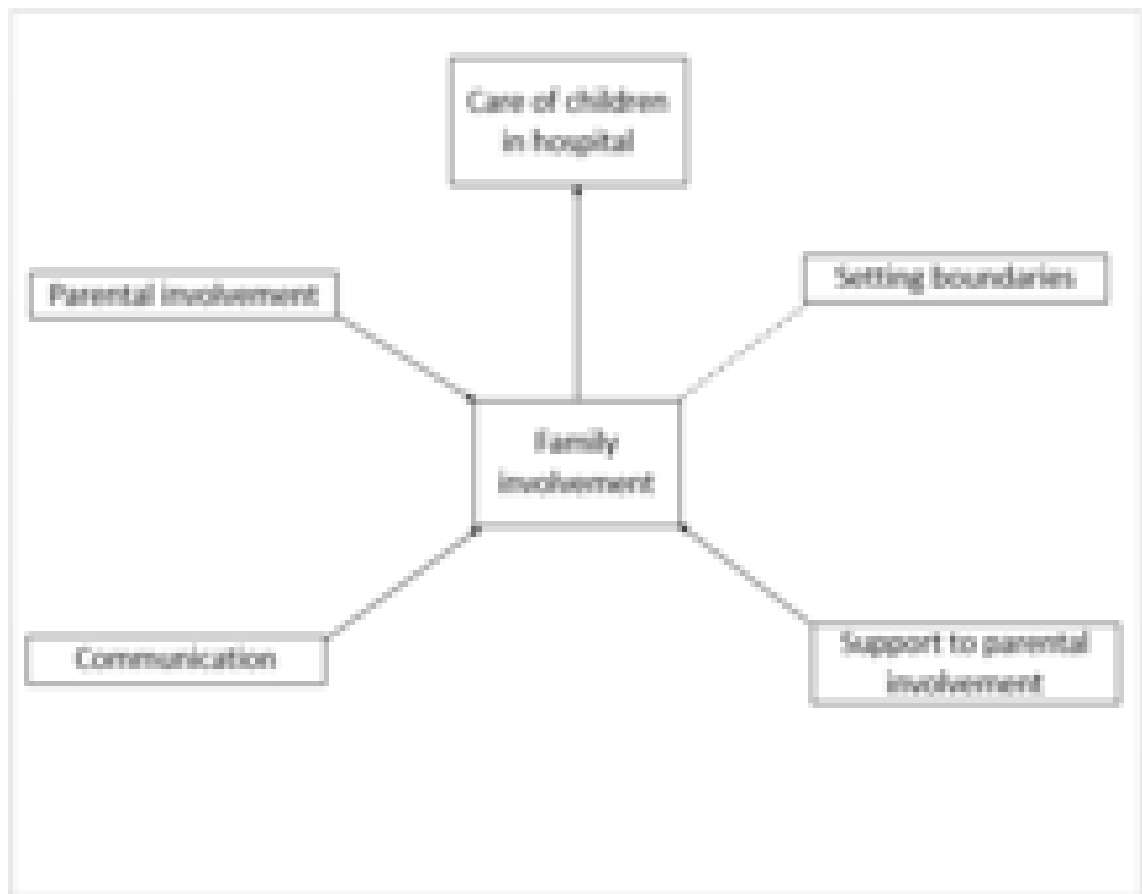 Care of children
in hospital
Parental involvement
Setting boundaries
Family
involvement
Communication
Support to parental
involvement